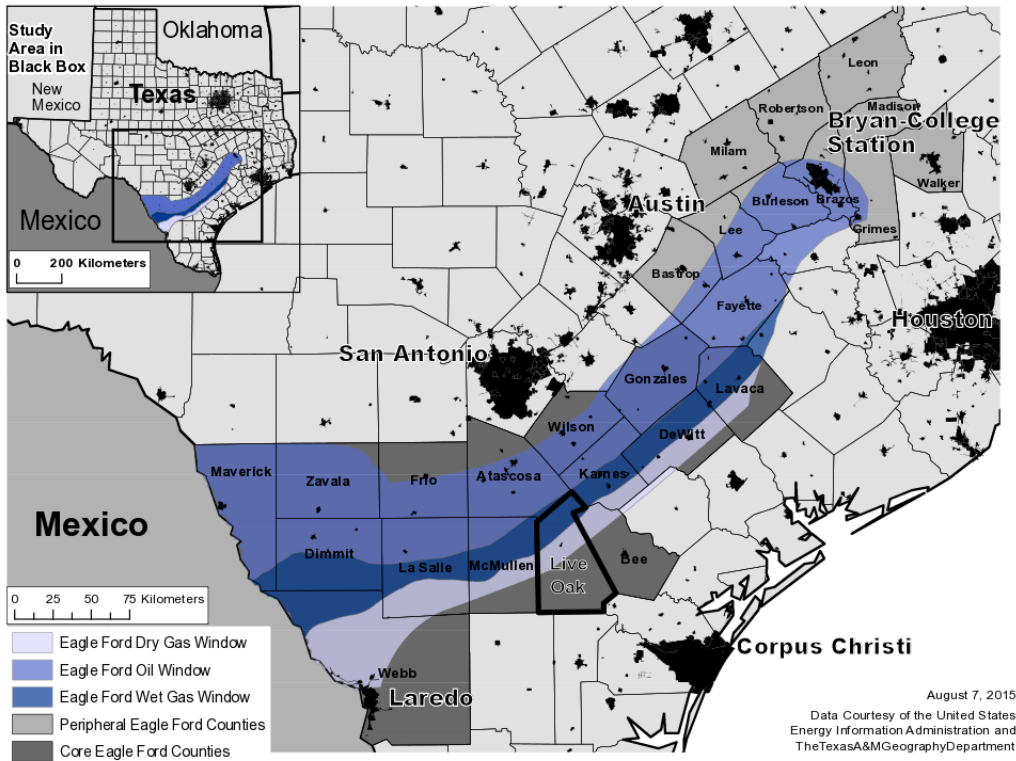 Study
Area in
Black Box
Oklahoma
New
Mexico
Texas
Mexico
0 200 Kilometers
Leon
Robertson
Madison
Bryan-College
Station
Milam
Walker
Austin
Burleson
Brazos
Lee
Grimes
Bastrop
Fayette
Houston
San Antonio
Gonzales
Lavaca
Wilson
DeWitt
Maverick
Zavala
Frio
Atascosa
Karnes
Mexico
Dimmit
La Salle
McMullen
Live
Oak
Bee
0 25 50 75 Kilometers
Corpus Christi
Webb
Laredo
Eagle Ford Dry Gas Window
Eagle Ford Oil Window
Eagle Ford Wet Gas Window
Peripheral Eagle Ford Counties
Core Eagle Ford Counties
August 7, 2015
Data Courtesy of the United States
Energy Information Administration and
TheTexasA&MGeographyDepartment